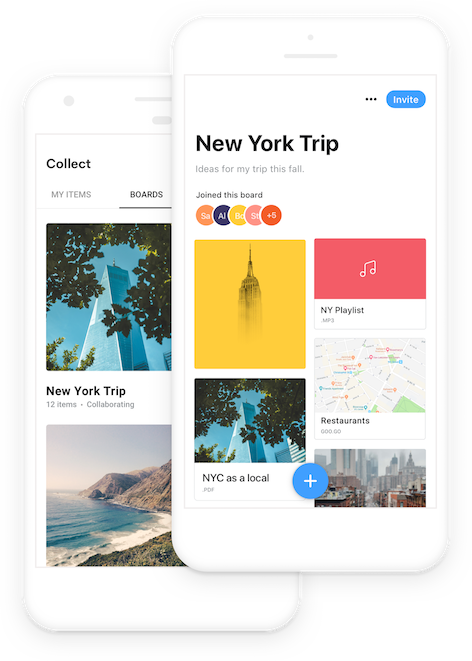 Collect
MY ITEMS
BOARDS
New York Trip
12 items • Collaborating
••• Invite
New York Trip
Ideas for my trip this fall.
Joined this board
Sa Al Bo St +5
NY Playlist
.MP3
Restaurants
GOO.GO
NYC as a local
.PDF